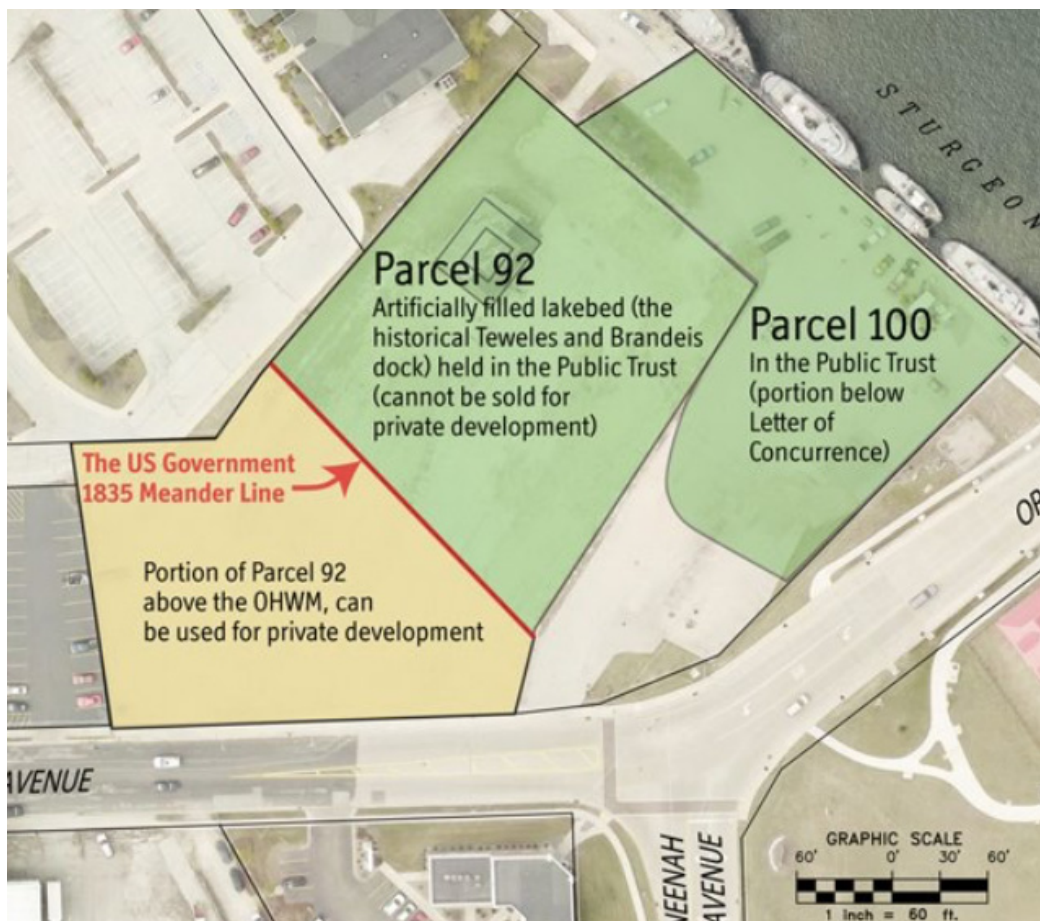 STURGEON
Parcel 92
Artificially filled lakebed (the
historical Teweles and Brandeis
dock) held in the Public Trust
(cannot be sold for
private development)
Parcel 100
In the Public Trust
(portion below
Letter of
Concurrence)
The US Government
1835 Meander Line
Portion of Parcel 92
above the OHWM, can
be used for private development
AVENUE
NEENAH
AVENUE
GRAPHIC SCALE
60' 0' 30' 60'
1 inch = 60 ft.